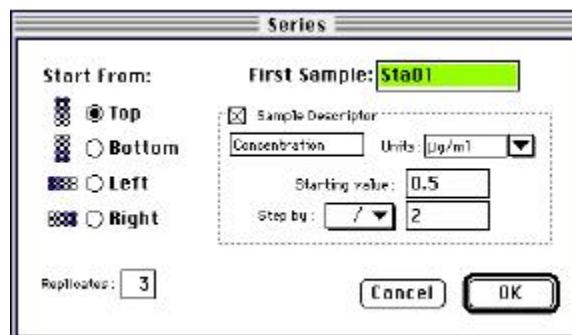 Series
Start From:
First Sample: Sta01
Top
Sample Descriptor
Bottom
Concentration Units: µg/ml
Left
Starting value: 0.5
Right
Step by: / 2
Replicates: 3
Cancel OK